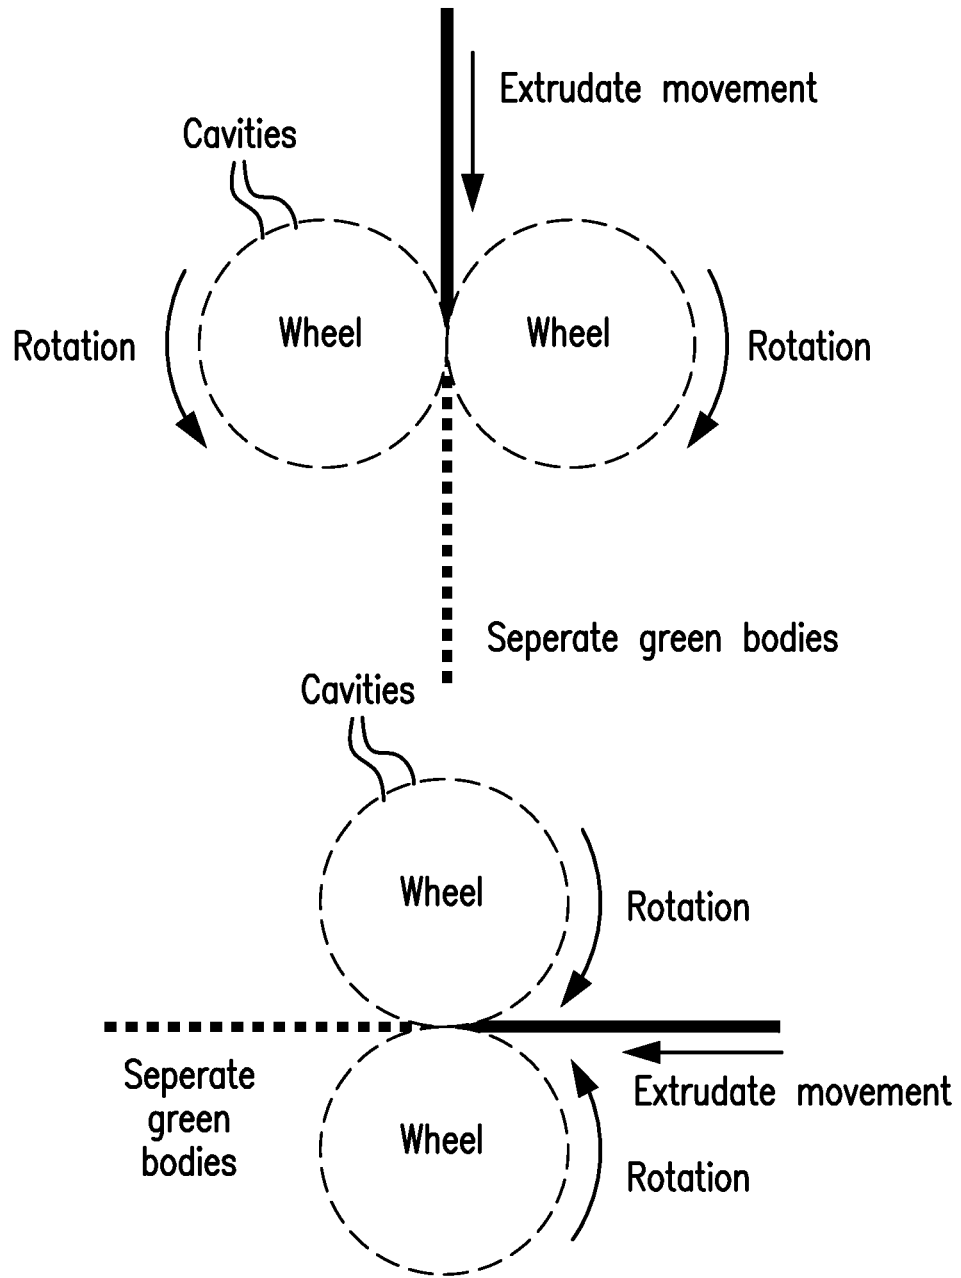 Extrudate movement
Cavities
Wheel
Wheel
Rotation
Rotation
Seperate green bodies
Cavities
Wheel
Rotation
Seperate
green
bodies
Extrudate movement
Wheel
Rotation